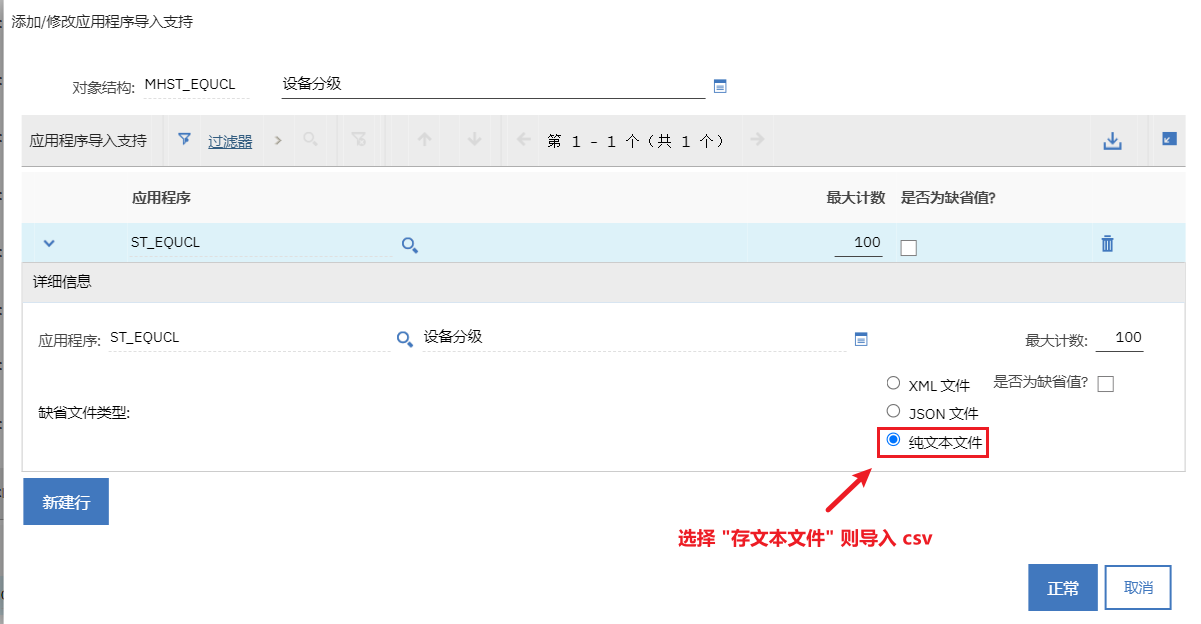 添加/修改应用程序导入支持
对象结构: MHST_EQUCL 设备分级
应用程序导入支持 过滤器 第 1 - 1 个（共 1 个）
应用程序 最大计数 是否为缺省值?
ST_EQUCL 100
详细信息
应用程序: ST_EQUCL 设备分级 最大计数: 100
XML 文件 是否为缺省值?
缺省文件类型: JSON 文件
纯文本文件
新建行
选择 "存文本文件" 则导入 csv
正常 取消